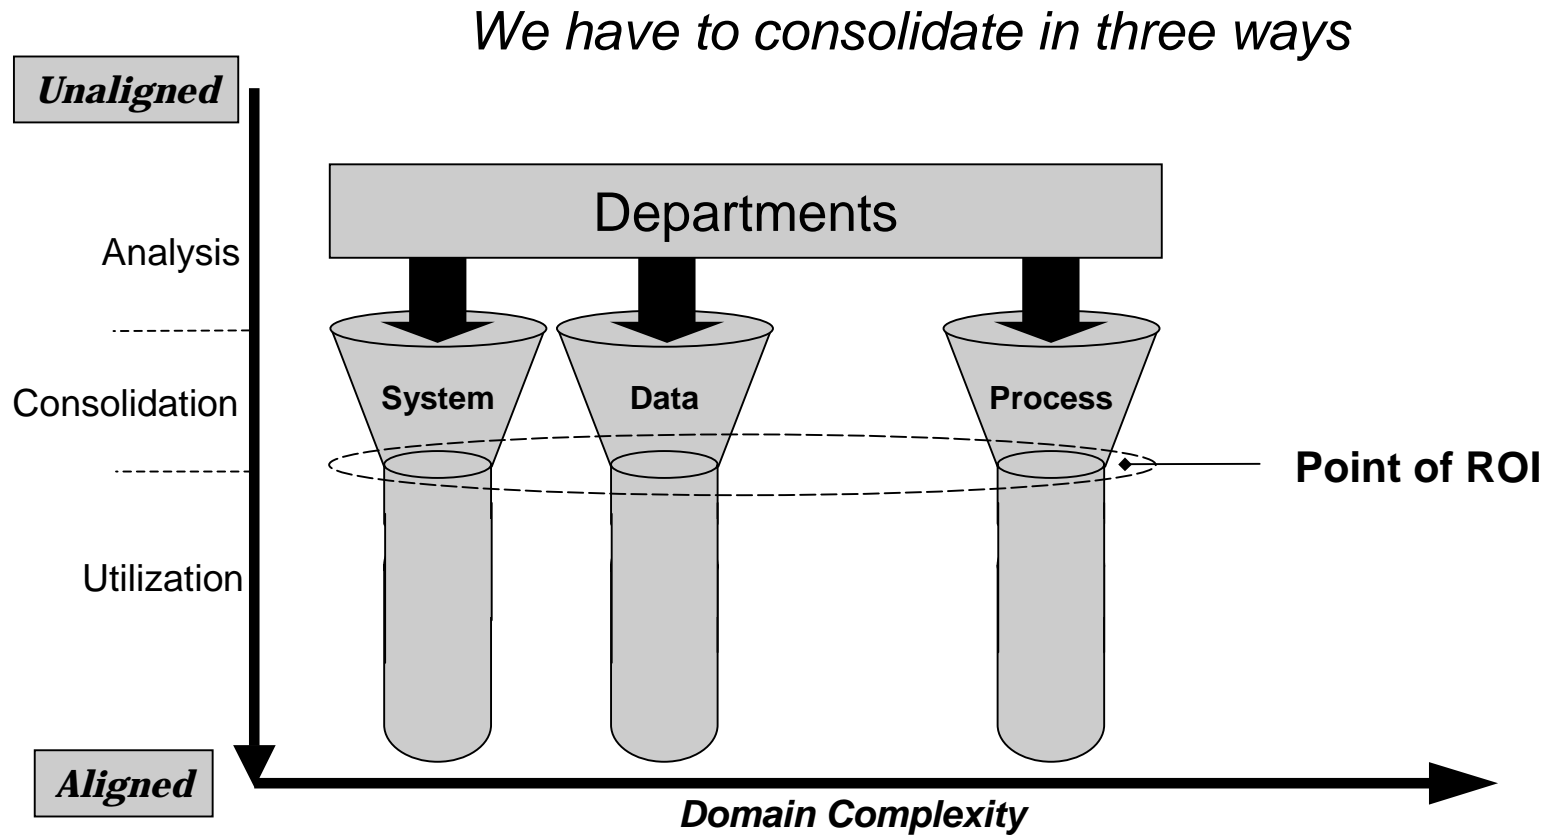 We have to consolidate in three ways
Unaligned
Departments
Analysis
Consolidation
System
Data
Process
Point of ROI
Utilization
Aligned
Domain Complexity